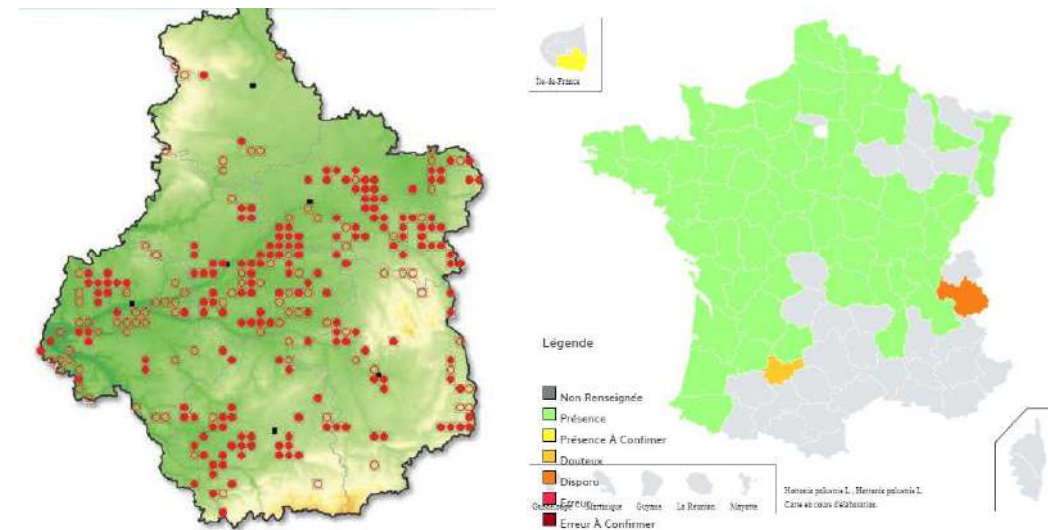 Île-de-France
Légende
Non Renseignée
Présence
Présence À Confimer
Douteux
Disparu
Erreur
Erreur À Confirmer
Guadeloupe Martinique Guyane La Réunion Mayotte
Hottonia palustris L., Hottonia palustris L.
Carte en cours d'élaboration.